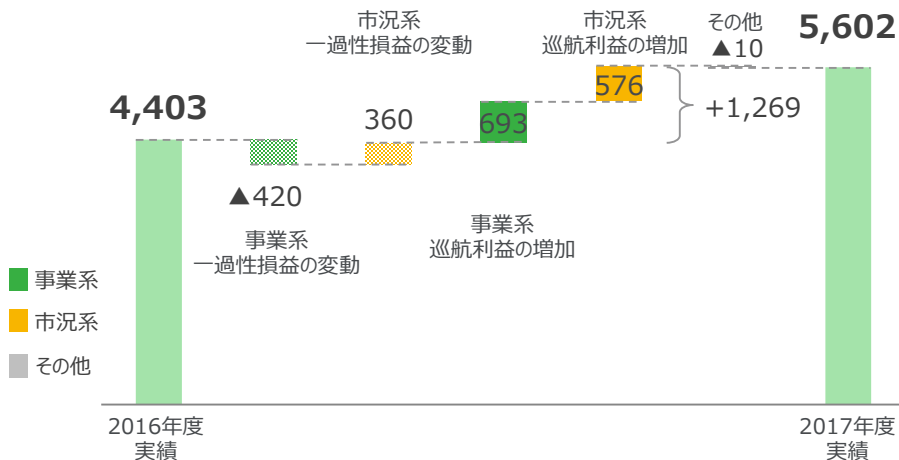 市況系
一過性損益の変動
市況系
巡航利益の増加
その他
▲10
5,602
4,403
360
693
576
+1,269
▲420
事業系
一過性損益の変動
事業系
巡航利益の増加
事業系
市況系
その他
2016年度
実績
2017年度
実績